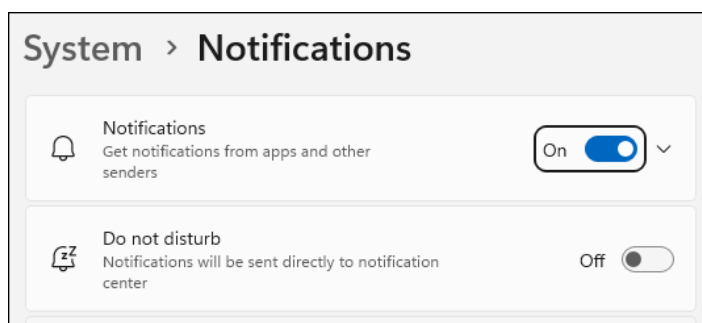 System > Notifications
Notifications
Get notifications from apps and other
senders
On
Do not disturb
Notifications will be sent directly to notification
center
Off